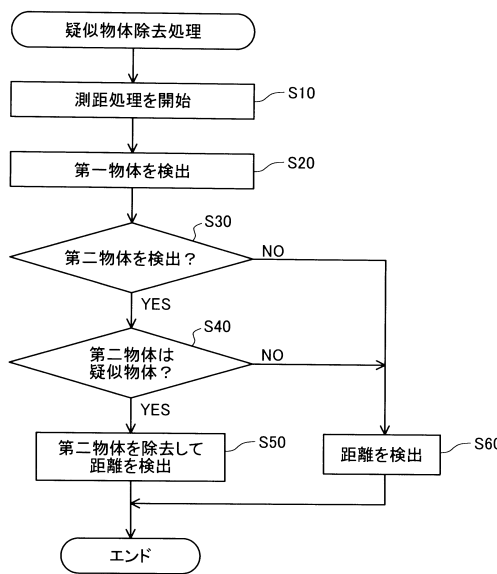 疑似物体除去処理
測距処理を開始
S10
第一物体を検出
S20
S30
第二物体を検出?
NO
YES
S40
第二物体は
疑似物体?
NO
YES
第二物体を除去して
距離を検出
S50
距離を検出
S60
エンド